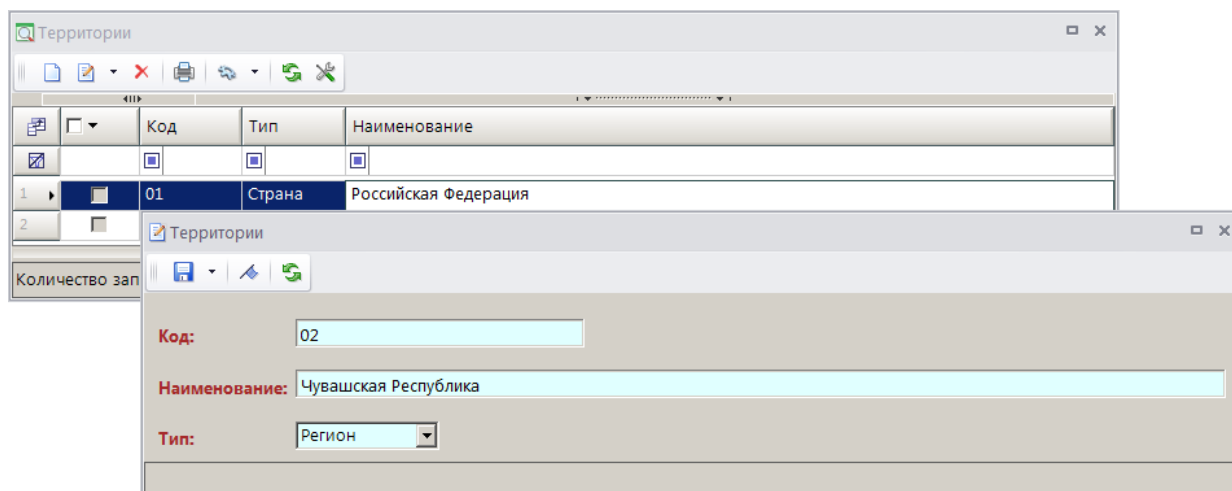 Территории
Код Тип Наименование
1 01 Страна Российская Федерация
2
Количество зап
Территории
Код: 02
Наименование: Чувашская Республика
Тип: Регион